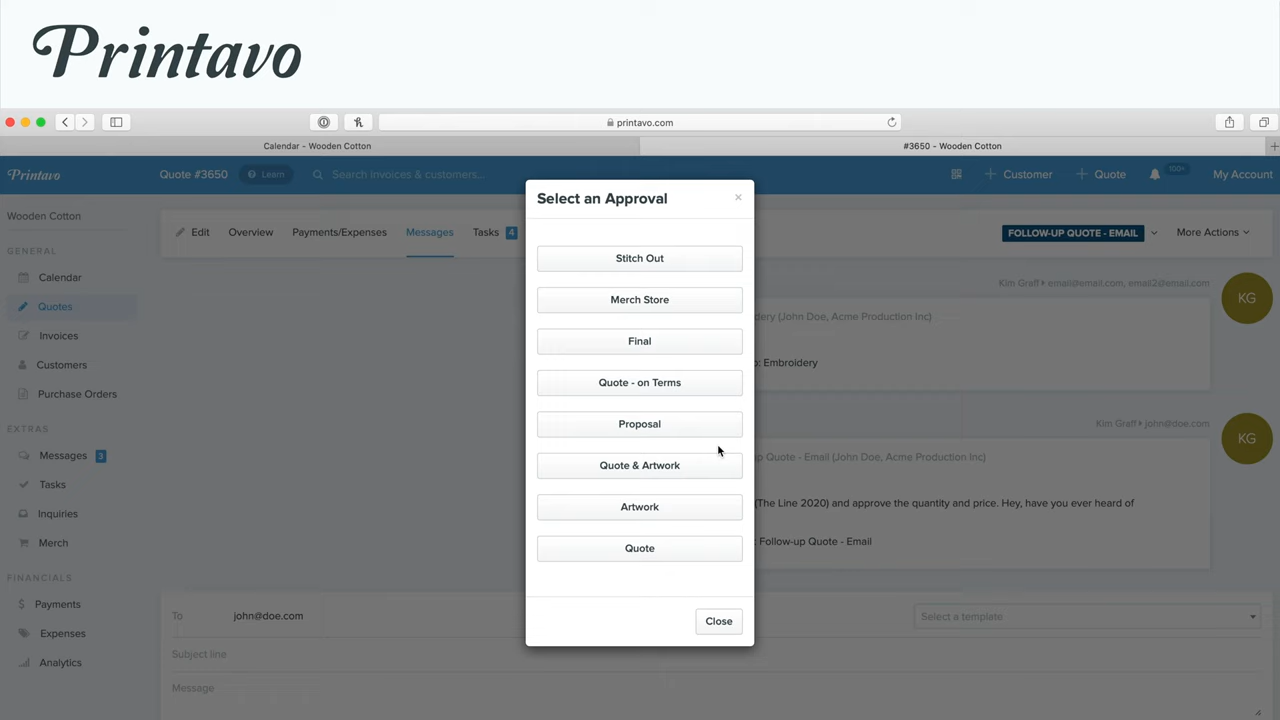 Printavo
printavo.com
Calendar - Wooden Cotton
#3650 - Wooden Cotton
Printavo
Quote #3650
Learn
Search invoices & customers...
Customer
Quote
100+
My Account
Wooden Cotton
GENERAL
Calendar
Quotes
Invoices
Customers
Purchase Orders
EXTRAS
Messages 3
Tasks
Inquiries
Merch
FINANCIALS
Payments
Expenses
Analytics
Edit
Overview
Payments/Expenses
Messages
Tasks 4
FOLLOW-UP QUOTE - EMAIL
More Actions
Kim Graff email@email.com, email2@email.com
KG
dery (John Doe, Acme Production Inc)
o: Embroidery
Kim Graff john@doe.com
KG
up Quote - Email (John Doe, Acme Production Inc)
(The Line 2020) and approve the quantity and price. Hey, have you ever heard of
: Follow-up Quote - Email
To john@doe.com
Select a template
Subject line
Message
Select an Approval
×
Stitch Out
Merch Store
Final
Quote - on Terms
Proposal
Quote & Artwork
Artwork
Quote
Close